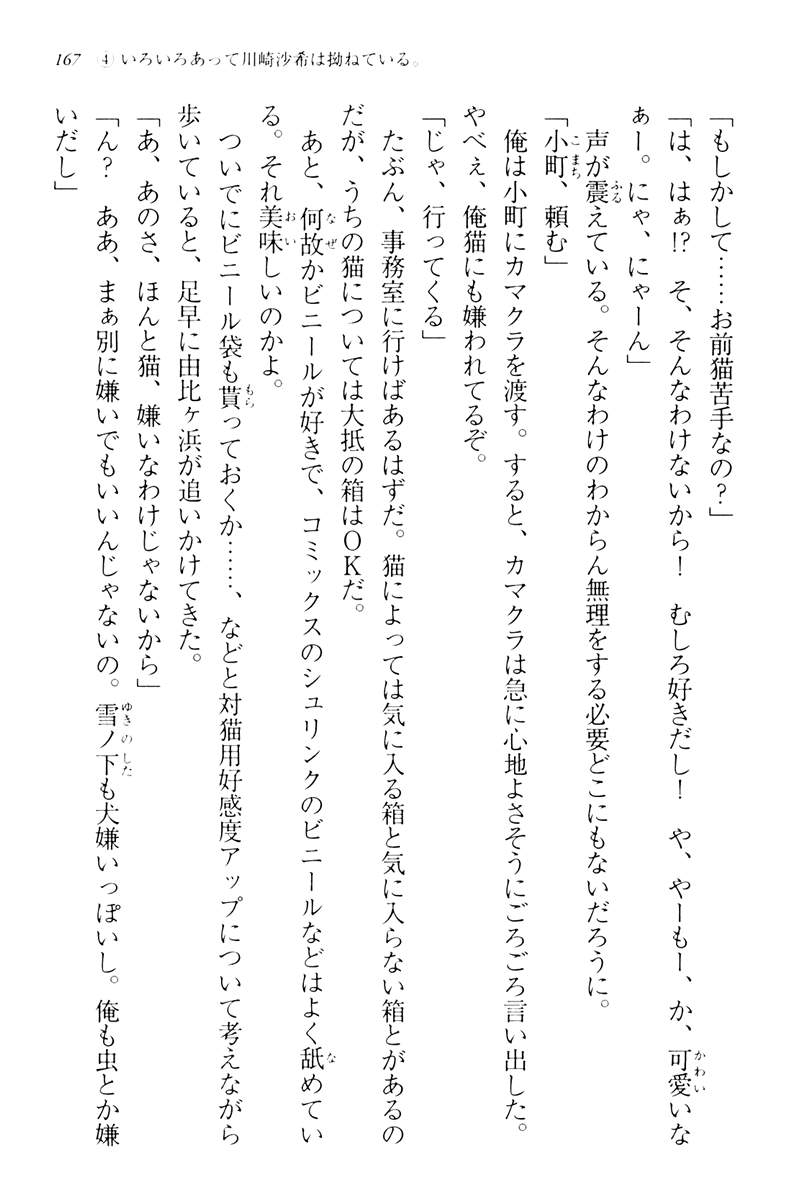 167 ④いろいろあって川崎沙希は拗ねている。
「もしかして……お前猫苦手なの？」
「は、はぁ!?　そ、そんなわけないから！　むしろ好きだし！　や、やーもー、か、可愛いな
ぁー。にゃ、にゃーん」
声が震えている。そんなわけのわからん無理をする必要どこにもないだろうに。
「小町、頼む」
俺は小町にカマクラを渡す。すると、カマクラは急に心地よさそうにごろごろ言い出した。
やべぇ、俺猫にも嫌われてるぞ。
「じゃ、行ってくる」
たぶん、事務室に行けばあるはずだ。猫によっては気に入る箱と気に入らない箱とがあるの
だが、うちの猫については大抵の箱はOKだ。
あと、何故かビニールが好きで、コミックスのシュリンクのビニールなどはよく舐めてい
る。それ美味しいのかよ。
ついでにビニール袋も貰っておくか……、などと対猫用好感度アップについて考えながら
歩いていると、足早に由比ヶ浜が追いかけてきた。
「あ、あのさ、ほんと猫、嫌いなわけじゃないから」
「ん？　ああ、まぁ別に嫌いでもいいんじゃないの。雪ノ下も犬嫌いっぽいし。俺も虫とか嫌
いだし」